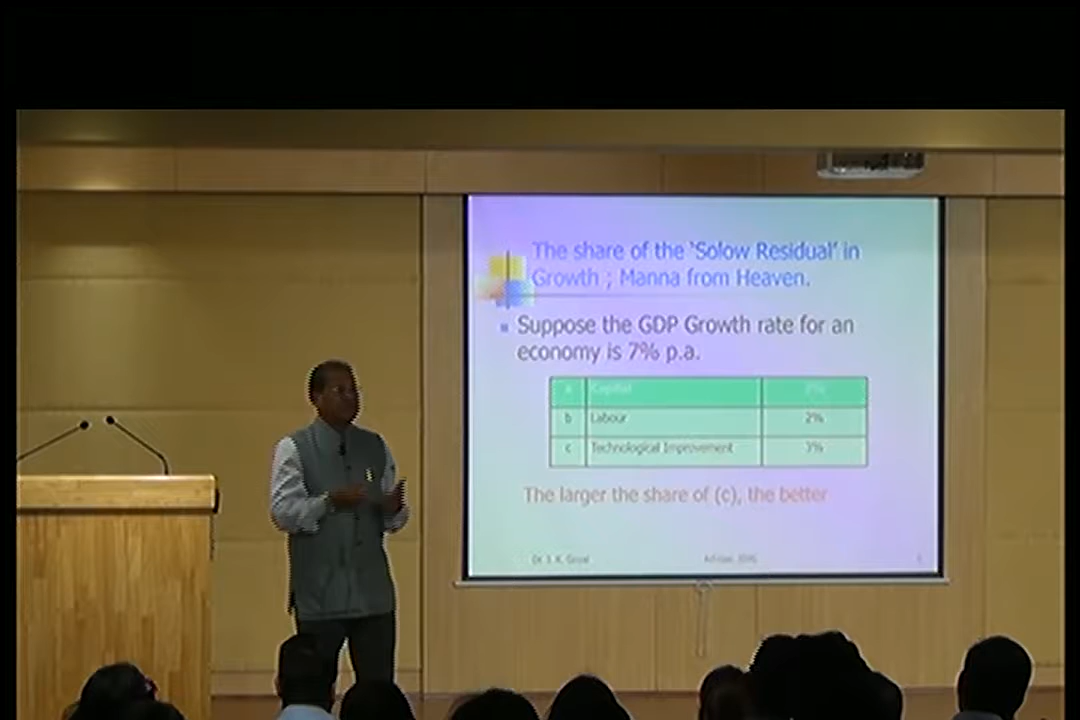 The share of the 'Solow Residual' in
Growth ; Manna from Heaven.
Suppose the GDP Growth rate for an
economy is 7% p.a.
a Capital 2%
b Labour 2%
c Technological Improvement 3%
The larger the share of (c), the better